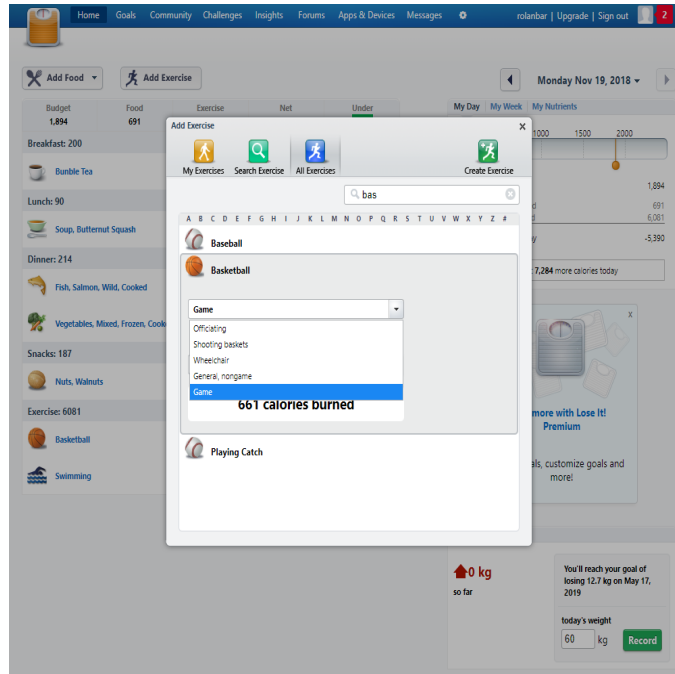 Home Goals Community Challenges Insights Forums Apps & Devices Messages rolanbar | Upgrade | Sign out 2
Add Food Add Exercise Monday Nov 19, 2018
Budget Food Exercise Net Under
1,894 691
My Day My Week My Nutrients
Breakfast: 200
Bunble Tea
Lunch: 90
Soup, Butternut Squash
Dinner: 214
Fish, Salmon, Wild, Cooked
Vegetables, Mixed, Frozen, Cook
Snacks: 187
Nuts, Walnuts
Exercise: 6081
Basketball
Swimming
Add Exercise x
My Exercises Search Exercise All Exercises Create Exercise
bas
A B C D E F G H I J K L M N O P Q R S T U V W X Y Z #
Baseball
Basketball
Game
Officiating
Shooting baskets
Wheelchair
General, nongame
Game
661 calories burned
Playing Catch
1000 1500 2000
1,894
d 691
d 6,081
y -5,390
7,284 more calories today
x
more with Lose It!
Premium
als, customize goals and
more!
0 kg
so far
You'll reach your goal of
losing 12.7 kg on May 17,
2019
today's weight
60 kg Record